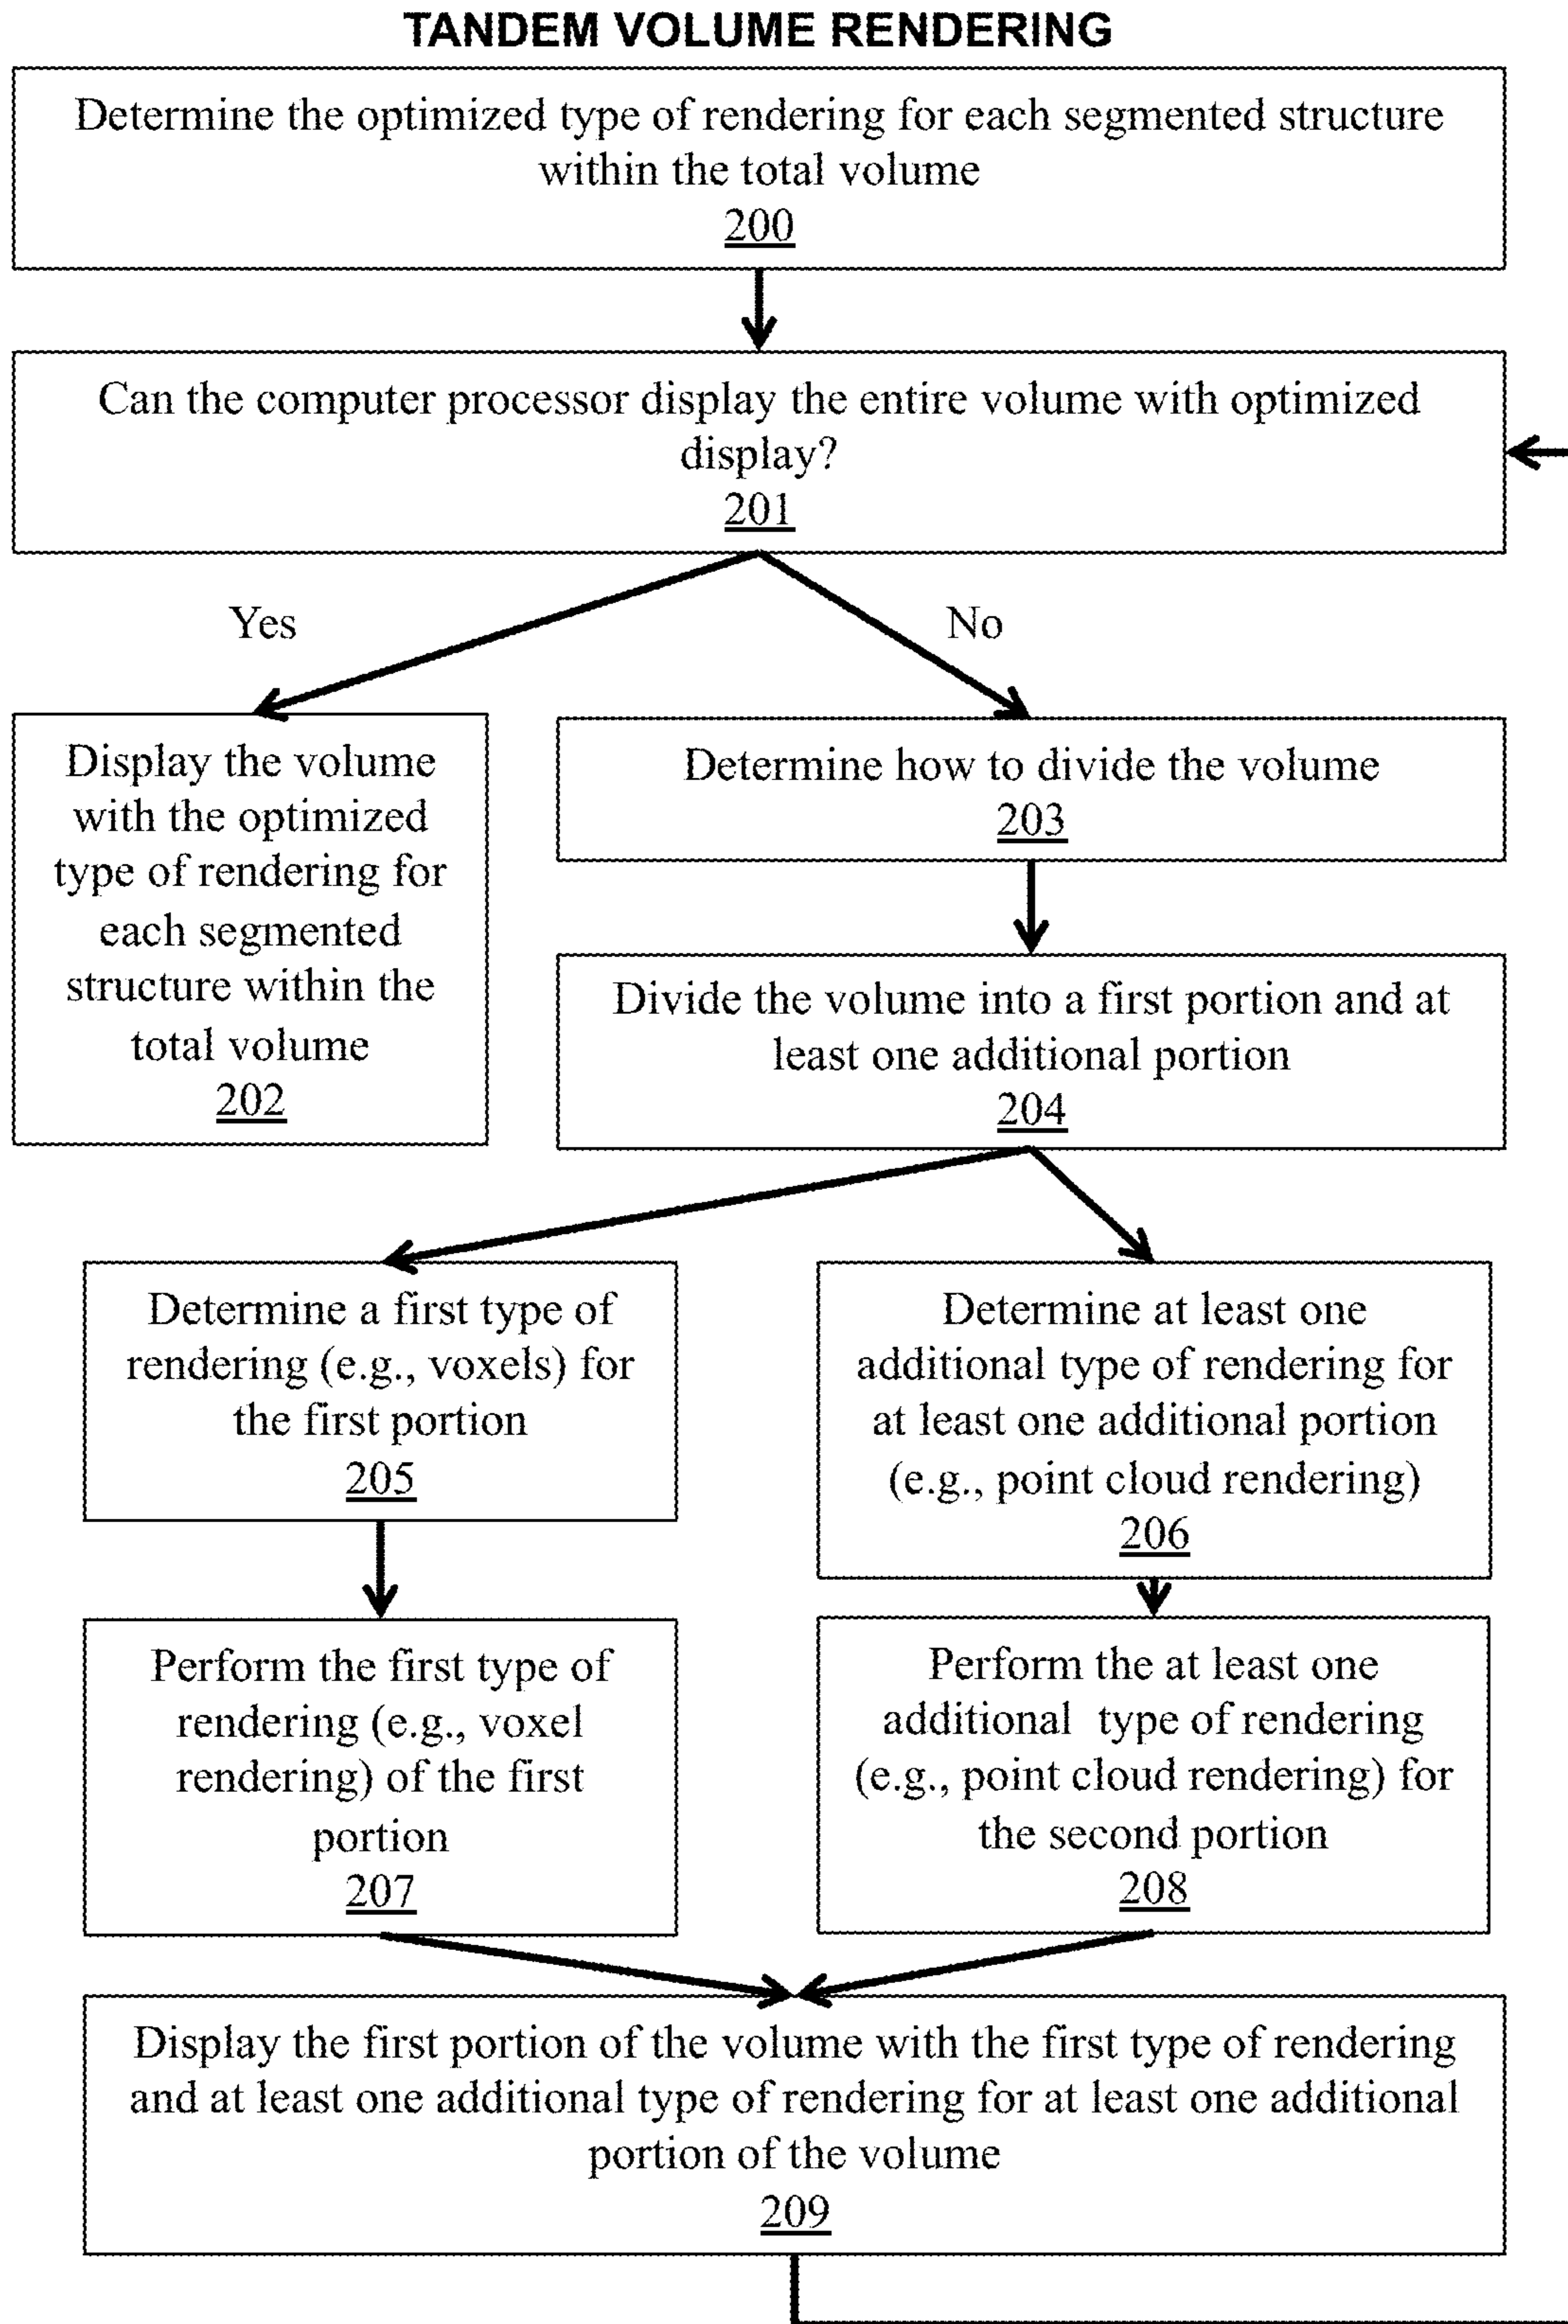 TANDEM VOLUME RENDERING
Determine the optimized type of rendering for each segmented structure
within the total volume
200
Can the computer processor display the entire volume with optimized
display?
201
Yes
No
Display the volume
with the optimized
type of rendering for
each segmented
structure within the
total volume
202
Determine how to divide the volume
203
Divide the volume into a first portion and at
least one additional portion
204
Determine a first type of
rendering (e.g., voxels) for
the first portion
205
Determine at least one
additional type of rendering for
at least one additional portion
(e.g., point cloud rendering)
206
Perform the first type of
rendering (e.g., voxel
rendering) of the first
portion
207
Perform the at least one
additional type of rendering
(e.g., point cloud rendering) for
the second portion
208
Display the first portion of the volume with the first type of rendering
and at least one additional type of rendering for at least one additional
portion of the volume
209